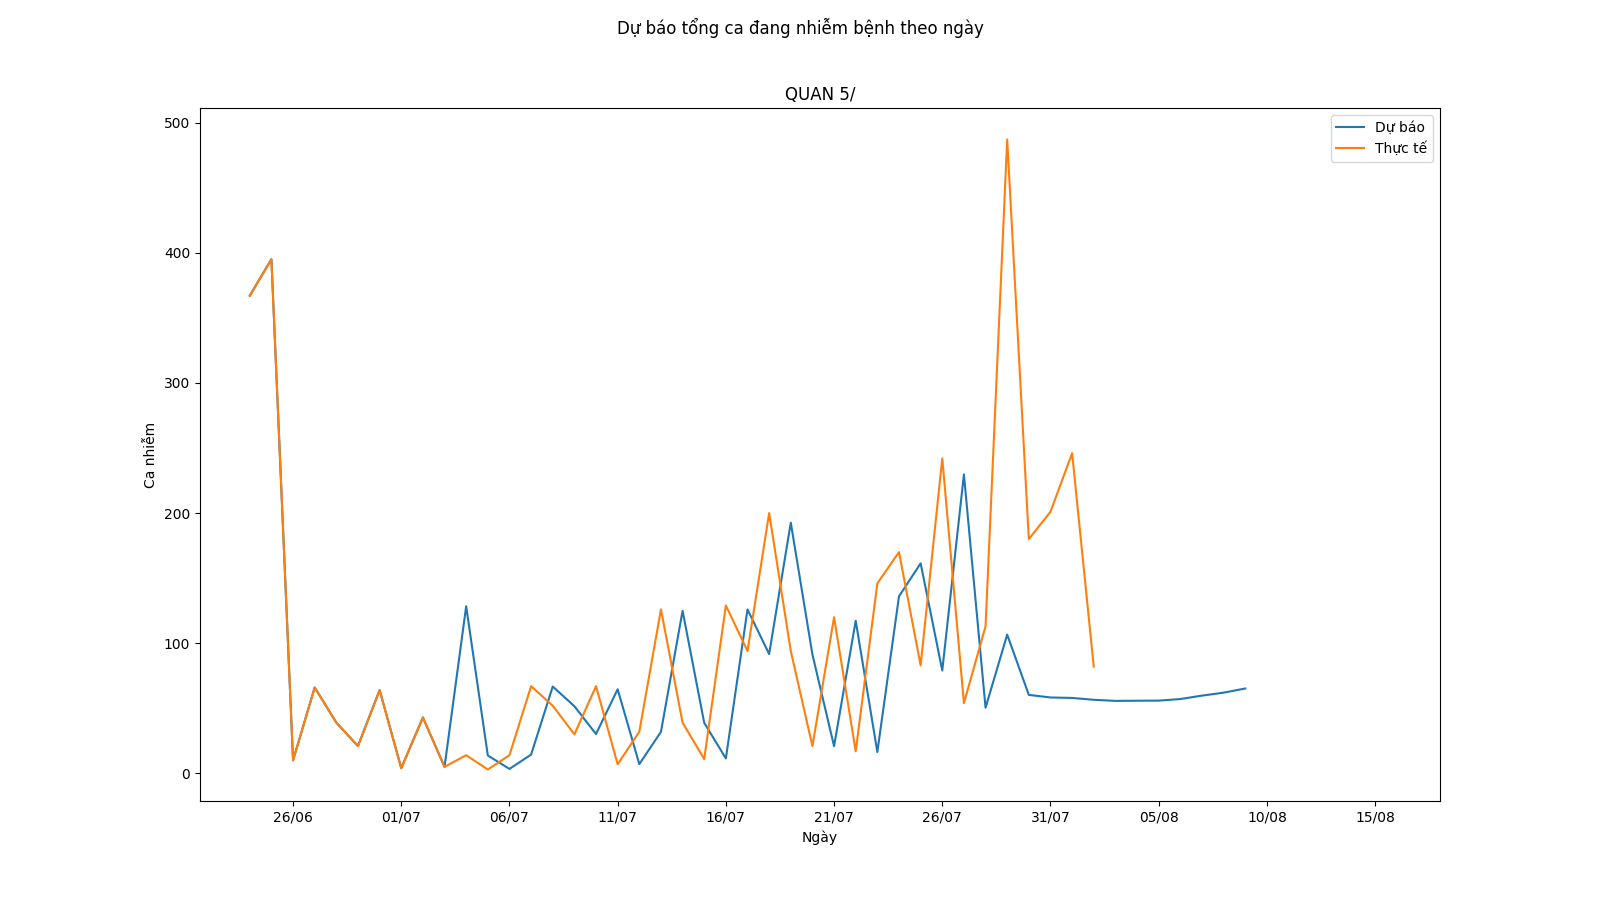 Dự báo tổng ca đang nhiễm bệnh theo ngày
QUAN 5/
Dự báo
Thực tế
500
400
300
200
100
0
Ca nhiễm
26/06
01/07
06/07
11/07
16/07
21/07
26/07
31/07
05/08
10/08
15/08
Ngày